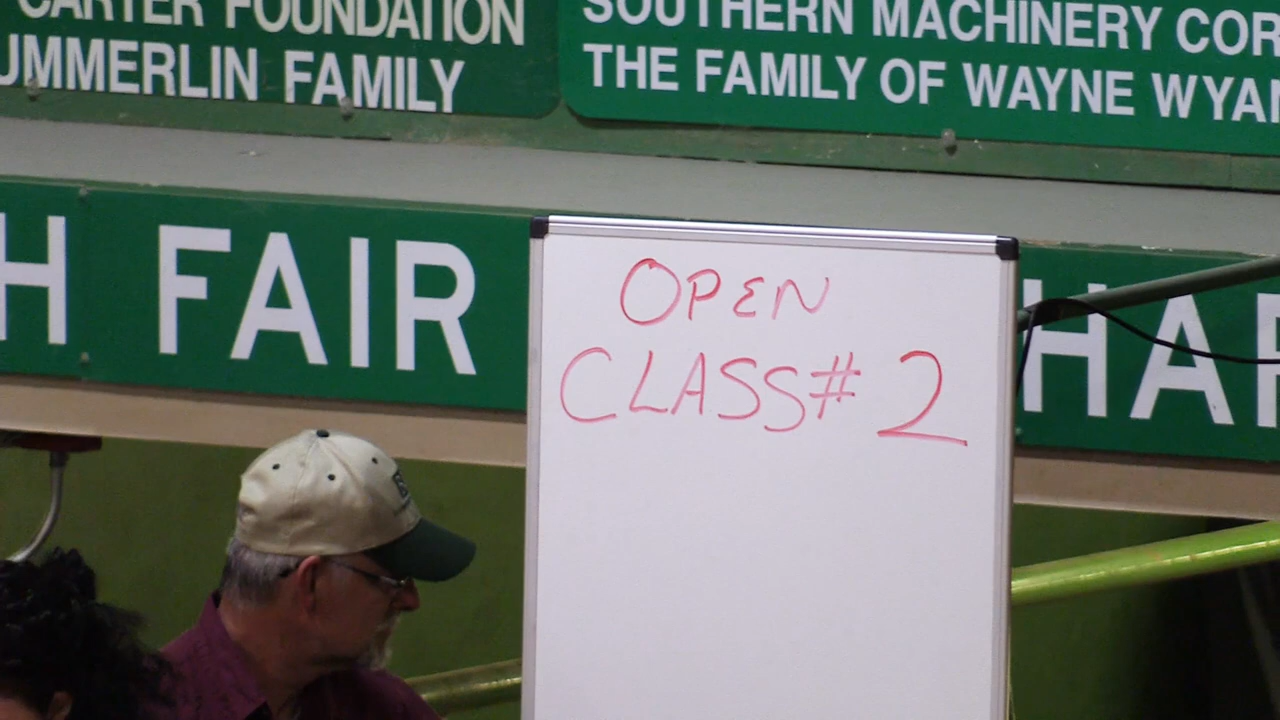 CARTER FOUNDATION
UMMERLIN FAMILY
SOUTHERN MACHINERY COR
THE FAMILY OF WAYNE WYA
H FAIR
HA
OPEN
CLASS# 2